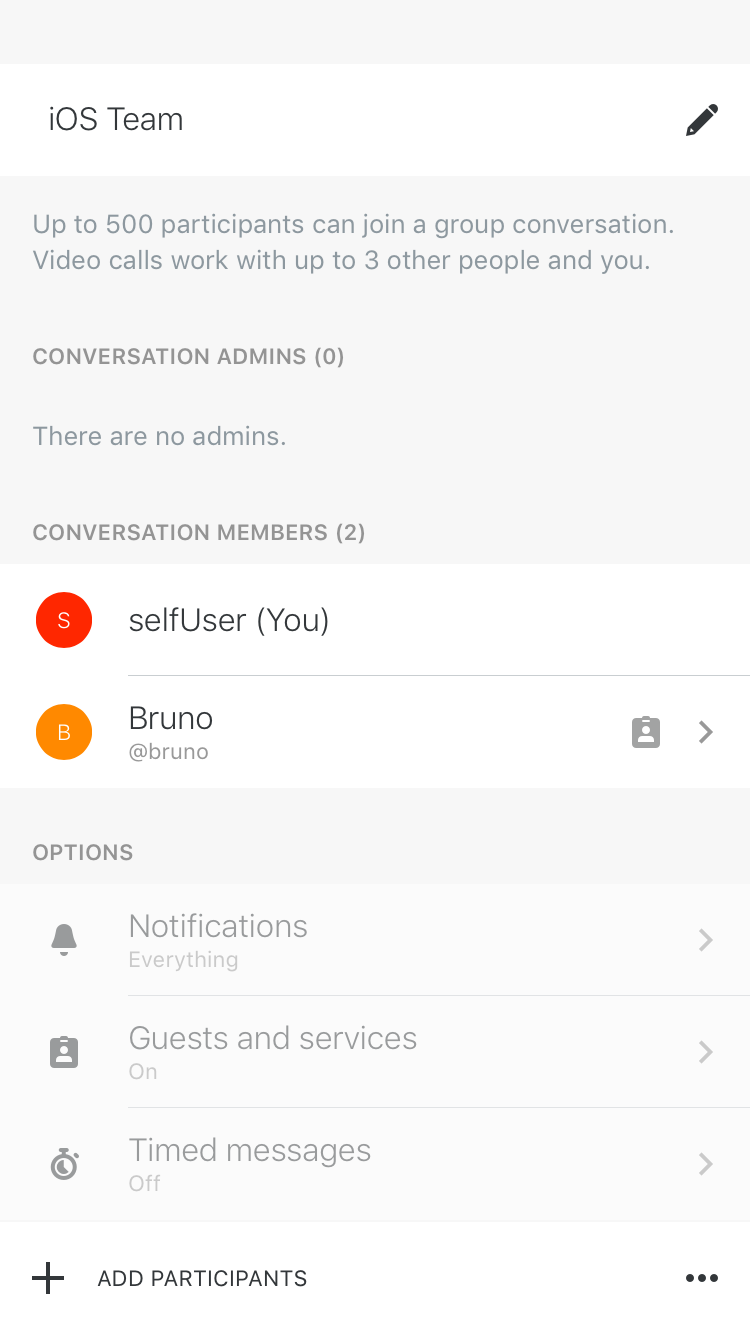 iOS Team
Up to 500 participants can join a group conversation.
Video calls work with up to 3 other people and you.
CONVERSATION ADMINS (0)
There are no admins.
CONVERSATION MEMBERS (2)
S
selfUser (You)
B
Bruno
@bruno
OPTIONS
Notifications
Everything
Guests and services
On
Timed messages
Off
ADD PARTICIPANTS